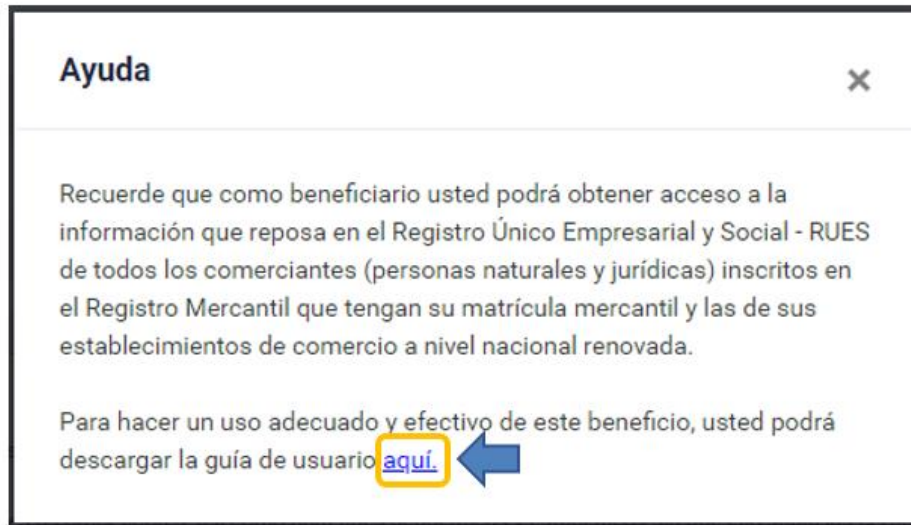 Ayuda
×
Recuerde que como beneficiario usted podrá obtener acceso a la
información que reposa en el Registro Único Empresarial y Social - RUES
de todos los comerciantes (personas naturales y jurídicas) inscritos en
el Registro Mercantil que tengan su matrícula mercantil y las de sus
establecimientos de comercio a nivel nacional renovada.
Para hacer un uso adecuado y efectivo de este beneficio, usted podrá
descargar la guía de usuario aquí.